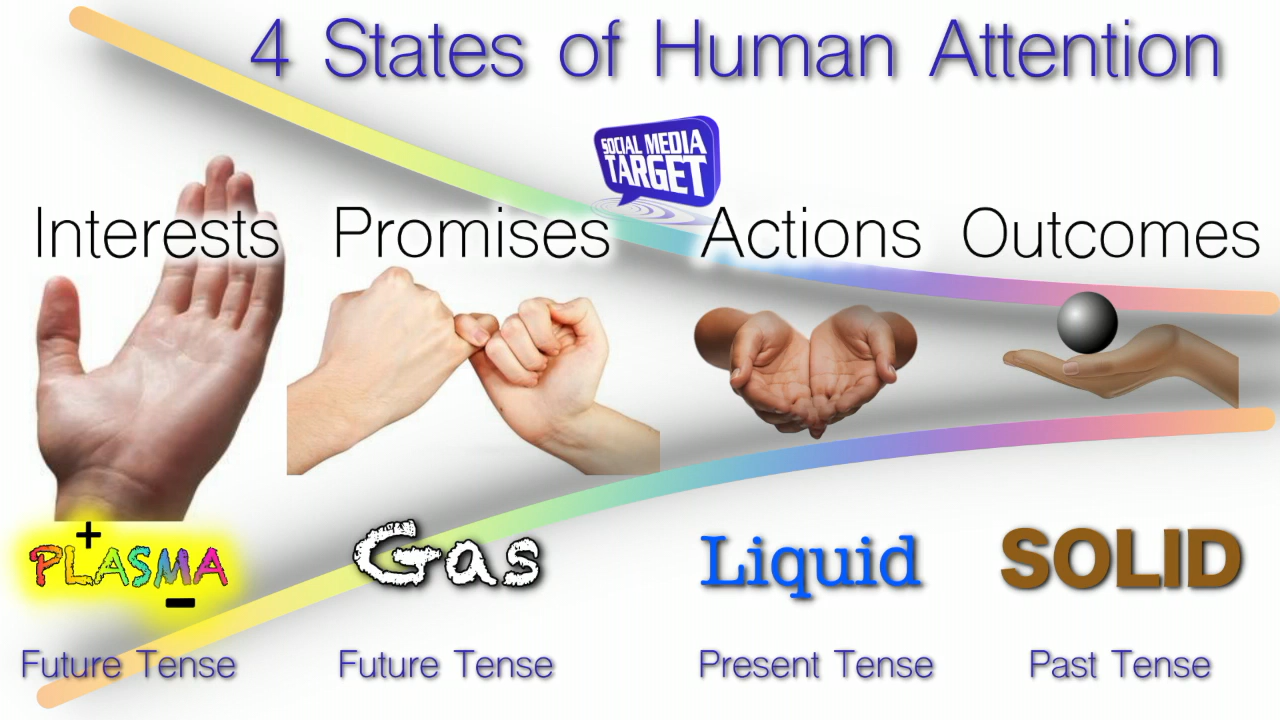 4 States of Human Attention
SOCIAL MEDIA
TARGET
Interests Promises Actions Outcomes
+
PLASMA Gas Liquid SOLID
-
Future Tense Future Tense Present Tense Past Tense